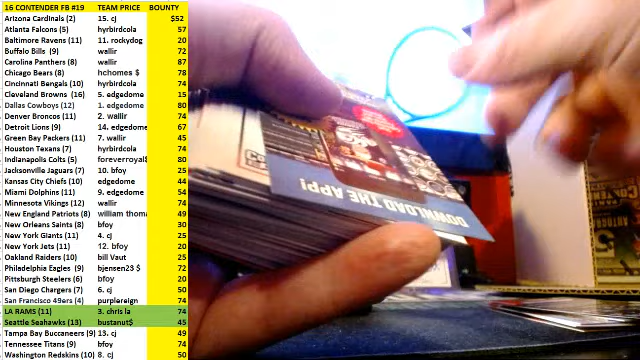 16 CONTENDER FB #19 TEAM PRICE BOUNTY
Arizona Cardinals (2) 15. cj $52
Atlanta Falcons (5) hyrbirdcola 57
Baltimore Ravens (11) 11. rockydog 20
Buffalo Bills (9) wallir 32
Carolina Panthers (8) wallir 87
Chicago Bears (8) hchomes $ 78
Cincinnati Bengals (10) hyrbirdcola 74
Cleveland Browns (16) 5. edgedome 15
Dallas Cowboys (12) 1. edgedome 80
Denver Broncos (11) 2. wallir 74
Detroit Lions (9) 14. edgedome 67
Green Bay Packers (11) 7. wallir 45
Houston Texans (7) hyrbirdcola 74
Indianapolis Colts (5) foreverroyal$ 80
Jacksonville Jaguars (7) 10. bfoy 25
Kansas City Chiefs (10) edgedome 44
Miami Dolphins (11) 9. edgedome 54
Minnesota Vikings (12) wallir 74
New England Patriots (8) william thoma 49
New Orleans Saints (8) bfoy 30
New York Giants (11) 4. cj 25
New York Jets (11) 12. bfoy 20
Oakland Raiders (10) bill Vaut 25
Philadelphia Eagles (9) bjensen23 $ 72
Pittsburgh Steelers (6) bfoy 20
San Diego Chargers (7) 6. cj 50
San Francisco 49ers (4) purplereign 74
LA RAMS (11) 3. chris la 74
Seattle Seahawks (13) bustanut$ 45
Tampa Bay Buccaneers (9) 13. cj 49
Tennessee Titans (9) bfoy 74
Washington Redskins (10) 8. cj 50
DOWNLOAD THE APP!